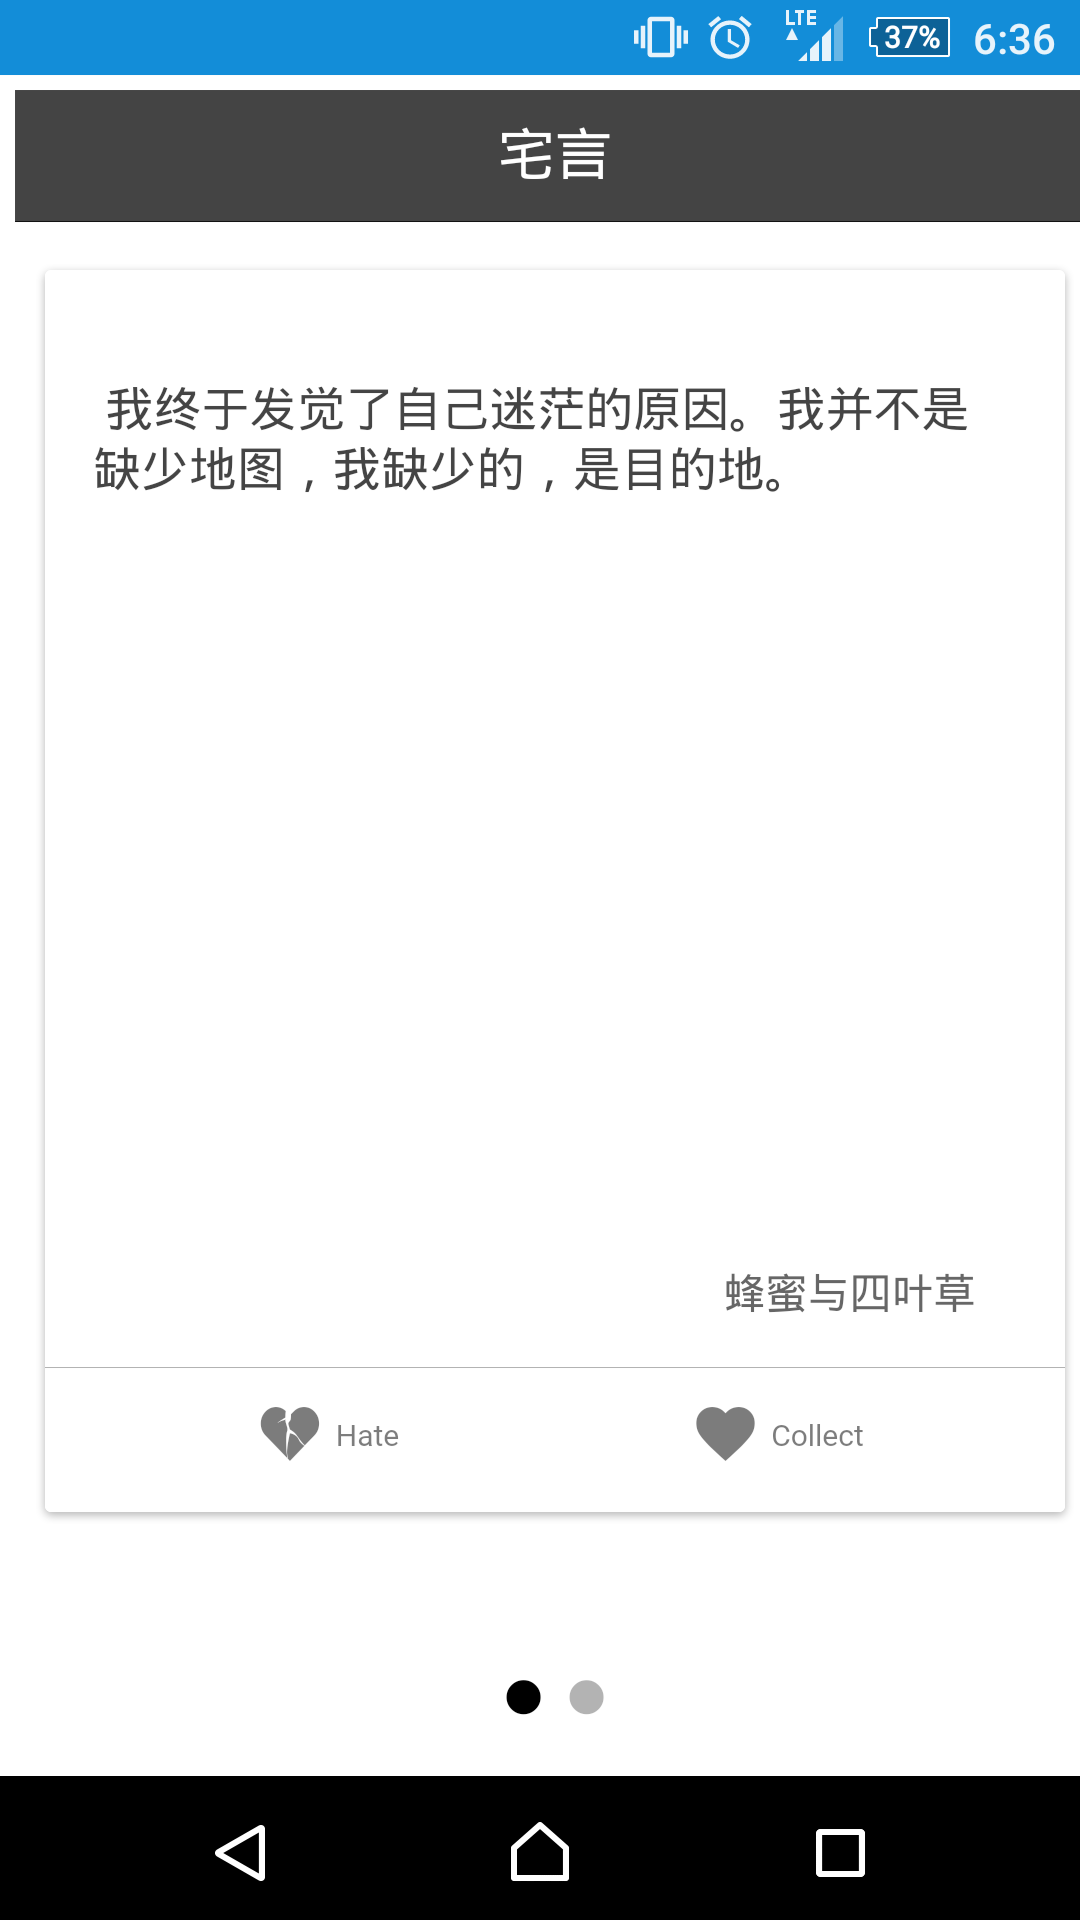 LTE
37%
6:36
宅言
我终于发觉了自己迷茫的原因。我并不是
缺少地图，我缺少的，是目的地。
蜂蜜与四叶草
Hate
Collect